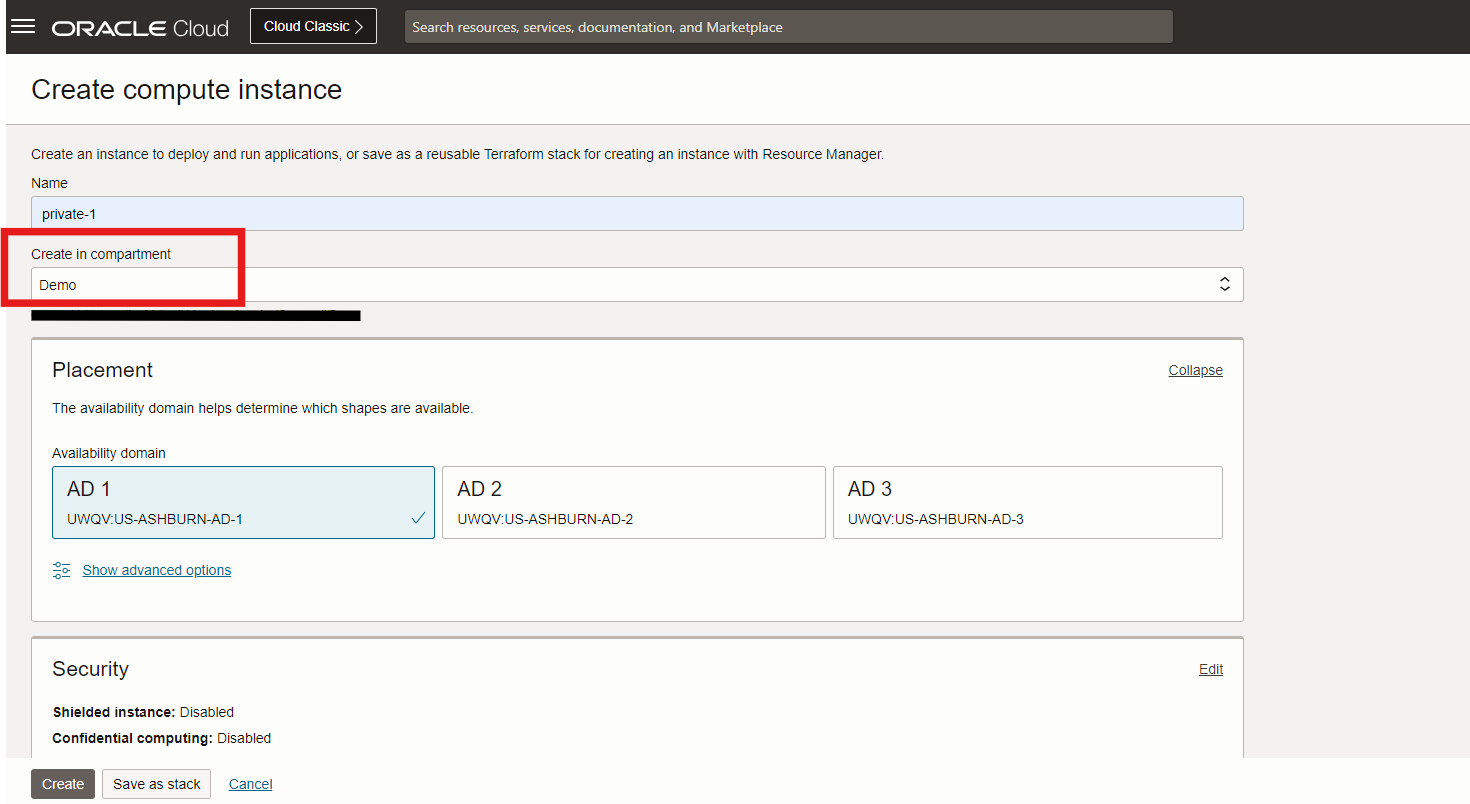 ORACLE Cloud
Cloud Classic
Search resources, services, documentation, and Marketplace
Create compute instance
Create an instance to deploy and run applications, or save as a reusable Terraform stack for creating an instance with Resource Manager.
Name
private-1
Create in compartment
Demo
Placement
Collapse
The availability domain helps determine which shapes are available.
Availability domain
AD 1
UWQV:US-ASHBURN-AD-1
AD 2
UWQV:US-ASHBURN-AD-2
AD 3
UWQV:US-ASHBURN-AD-3
Show advanced options
Security
Edit
Shielded instance: Disabled
Confidential computing: Disabled
Create
Save as stack
Cancel